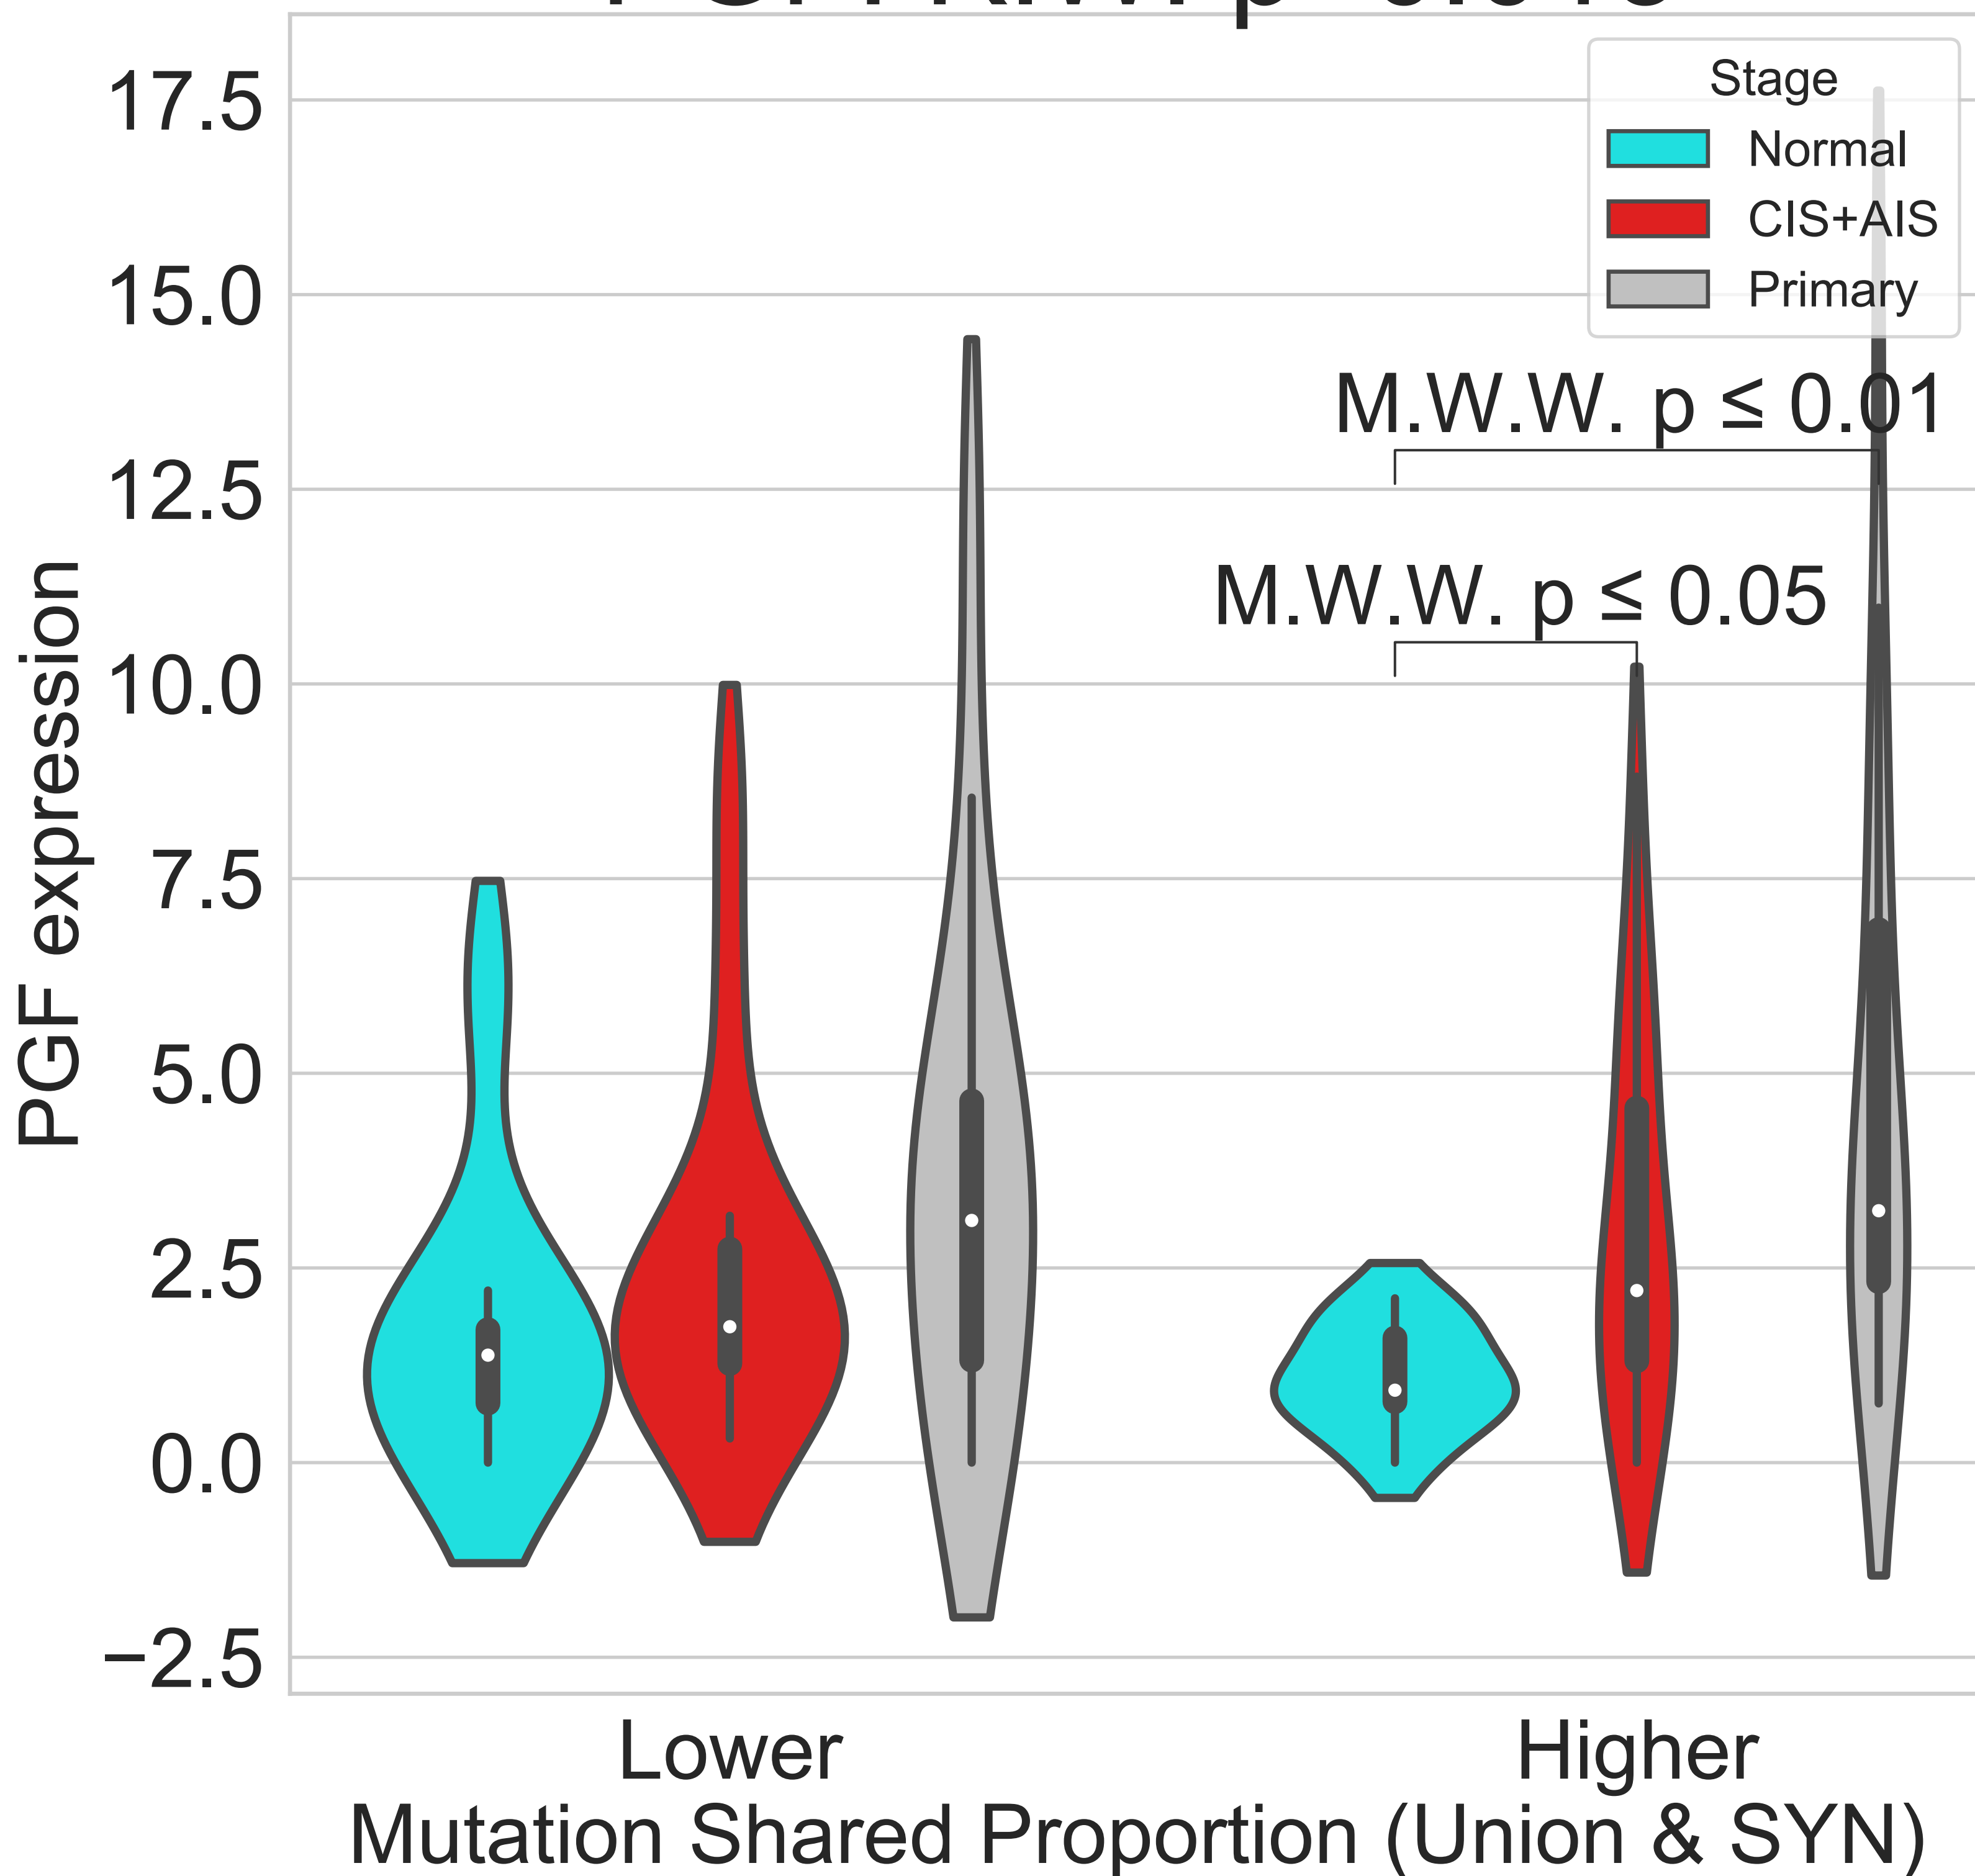 17.5
15.0
12.5
10.0
7.5
5.0
2.5
0.0
−2.5
PGF expression
Stage
Normal
CIS+AIS
Primary
M.W.W. p ≤ 0.01
M.W.W. p ≤ 0.05
Lower
Higher
Mutation Shared Proportion (Union & SYN)